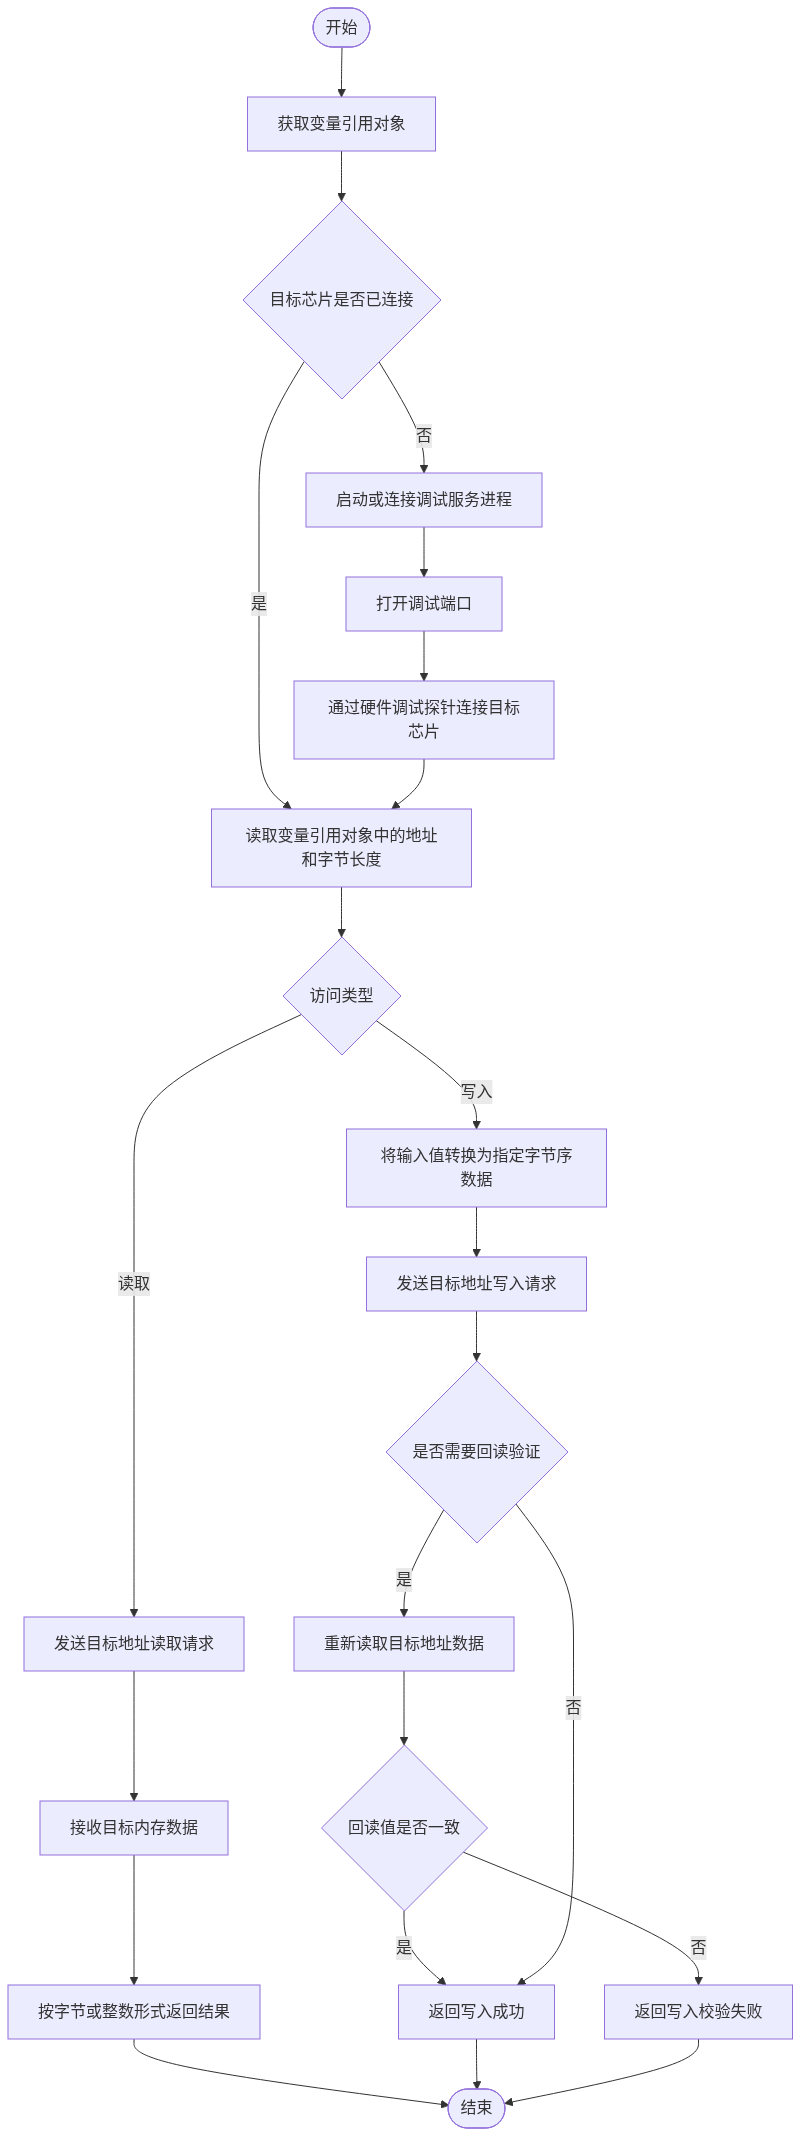 开始
获取变量引用对象
目标芯片是否已连接
否
启动或连接调试服务进程
打开调试端口
是
通过硬件调试探针连接目标
芯片
读取变量引用对象中的地址
和字节长度
访问类型
写入
将输入值转换为指定字节序
数据
读取
发送目标地址写入请求
是否需要回读验证
是
发送目标地址读取请求
重新读取目标地址数据
否
接收目标内存数据
回读值是否一致
是
否
按字节或整数形式返回结果
返回写入成功
返回写入校验失败
结束